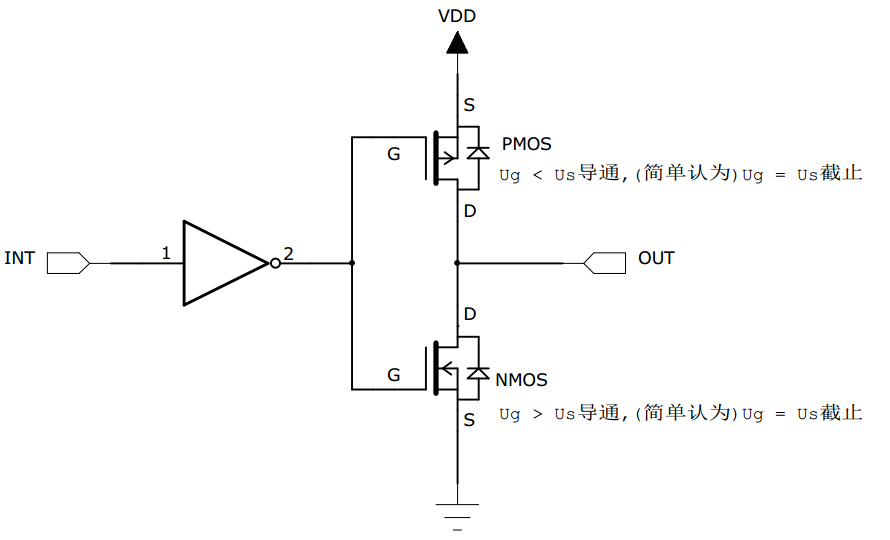 VDD
S
G
PMOS
Ug < Us导通,(简单认为)Ug = Us截止
D
INT
1
2
OUT
D
G
NMOS
Ug > Us导通,(简单认为)Ug = Us截止
S